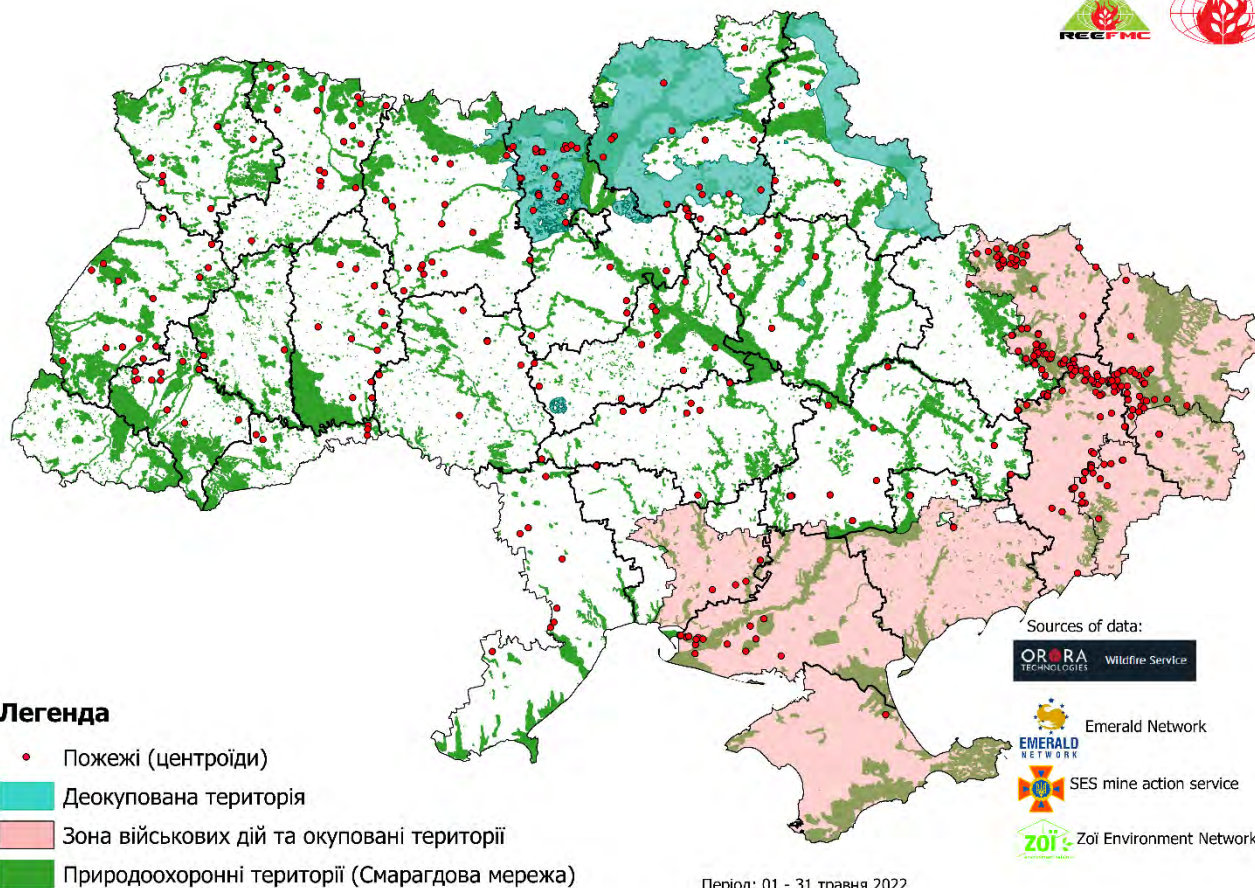 REEFMC
Sources of data:
ORORA
TECHNOLOGIES
Wildfire Service
Emerald Network
EMERALD
NETWORK
SES mine action service
zoï
Zoï Environment Network
Легенда
Пожежі (центроїди)
Деокупована територія
Зона військових дій та окуповані території
Природоохоронні території (Смарагдова мережа)
Період: 01 - 31 травня 2022